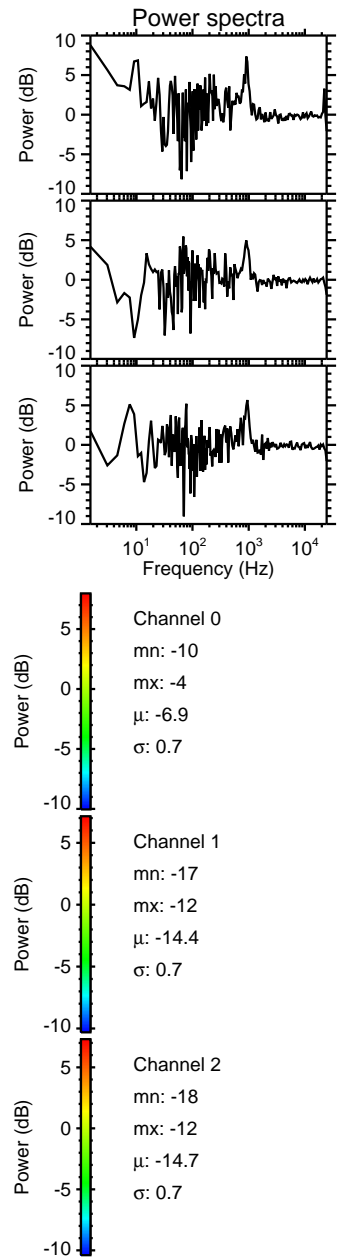 Power spectra
10
5
0
-5
-10
Power (dB)
10
5
0
-5
-10
Power (dB)
10
5
0
-5
-10
Power (dB)
10¹ 10² 10³ 10⁴
Frequency (Hz)
5
0
-5
-10
Power (dB)
Channel 0
mn: -10
mx: -4
μ: -6.9
σ: 0.7
5
0
-5
-10
Power (dB)
Channel 1
mn: -17
mx: -12
μ: -14.4
σ: 0.7
5
0
-5
-10
Power (dB)
Channel 2
mn: -18
mx: -12
μ: -14.7
σ: 0.7